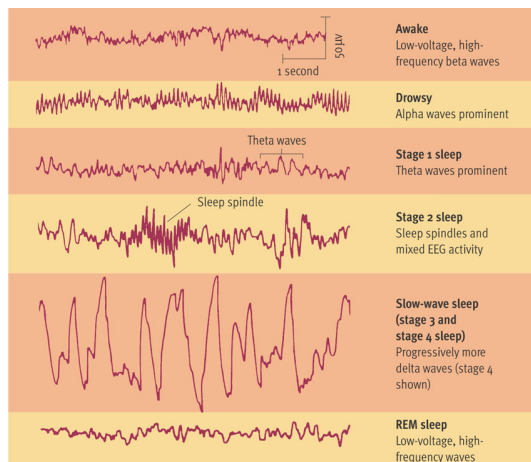 Awake
Low-voltage, high-
frequency beta waves
50 μv
1 second
Drowsy
Alpha waves prominent
Theta waves
Stage 1 sleep
Theta waves prominent
Sleep spindle
Stage 2 sleep
Sleep spindles and
mixed EEG activity
Slow-wave sleep
(stage 3 and
stage 4 sleep)
Progressively more
delta waves (stage 4
shown)
REM sleep
Low-voltage, high-
frequency waves